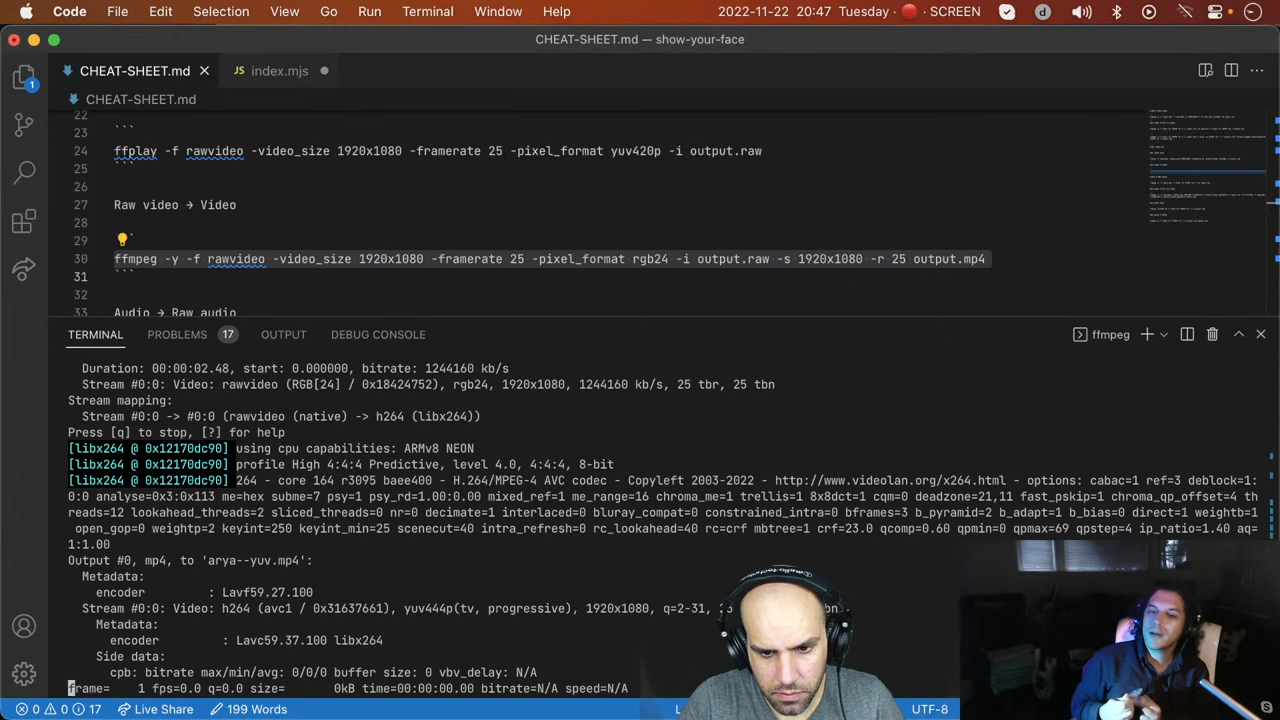 Code File Edit Selection View Go Run Terminal Window Help 2022-11-22 20:47 Tuesday SCREEN
CHEAT-SHEET.md — show-your-face
CHEAT-SHEET.md
JS index.mjs
1
CHEAT-SHEET.md
22
23 ```
24 ffplay -f rawvideo -video_size 1920x1080 -framerate 25 -pixel_format yuv420p -i output.raw
25 ```
26
27 Raw video → Video
28
29
30 ffmpeg -y -f rawvideo -video_size 1920x1080 -framerate 25 -pixel_format rgb24 -i output.raw -s 1920x1080 -r 25 output.mp4
31 ```
32
33 Audio → Raw audio
TERMINAL PROBLEMS 17 OUTPUT DEBUG CONSOLE ffmpeg
Duration: 00:00:02.48, start: 0.000000, bitrate: 1244160 kb/s
Stream #0:0: Video: rawvideo (RGB[24] / 0x18424752), rgb24, 1920x1080, 1244160 kb/s, 25 tbr, 25 tbn
Stream mapping:
Stream #0:0 -> #0:0 (rawvideo (native) -> h264 (libx264))
Press [q] to stop, [?] for help
[libx264 @ 0x12170dc90] using cpu capabilities: ARMv8 NEON
[libx264 @ 0x12170dc90] profile High 4:4:4 Predictive, level 4.0, 4:4:4, 8-bit
[libx264 @ 0x12170dc90] 264 - core 164 r3095 baee400 - H.264/MPEG-4 AVC codec - Copyleft 2003-2022 - http://www.videolan.org/x264.html - options: cabac=1 ref=3 deblock=1:
0:0 analyse=0x3:0x113 me=hex subme=7 psy=1 psy_rd=1.00:0.00 mixed_ref=1 me_range=16 chroma_me=1 trellis=1 8x8dct=1 cqm=0 deadzone=21,11 fast_pskip=1 chroma_qp_offset=4 th
reads=12 lookahead_threads=2 sliced_threads=0 nr=0 decimate=1 interlaced=0 bluray_compat=0 constrained_intra=0 bframes=3 b_pyramid=2 b_adapt=1 b_bias=0 direct=1 weightb=1
open_gop=0 weightp=2 keyint=250 keyint_min=25 scenecut=40 intra_refresh=0 rc_lookahead=40 rc=crf mbtree=1 crf=23.0 qcomp=0.60 qpmin=0 qpmax=69 qpstep=4 ip_ratio=1.40 aq=
1:1.00
Output #0, mp4, to 'arya--yuv.mp4':
Metadata:
encoder : Lavf59.27.100
Stream #0:0: Video: h264 (avc1 / 0x31637661), yuv444p(tv, progressive), 1920x1080, q=2-31,
Metadata:
encoder : Lavc59.37.100 libx264
Side data:
cpb: bitrate max/min/avg: 0/0/0 buffer size: 0 vbv_delay: N/A
frame= 1 fps=0.0 q=0.0 size= 0kB time=00:00:00.00 bitrate=N/A speed=N/A
0 0 17 Live Share 199 Words UTF-8